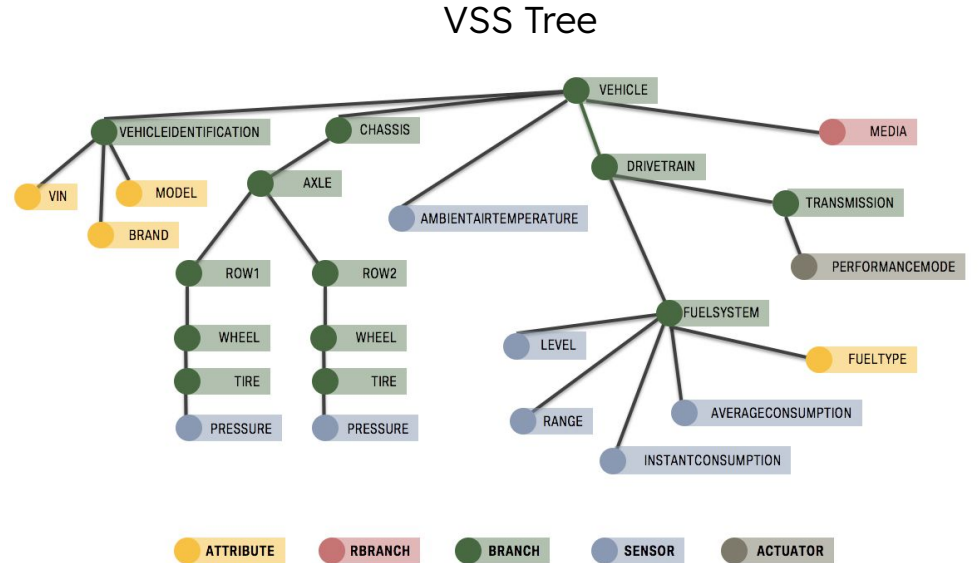 VSS Tree
VEHICLE
VEHICLEIDENTIFICATION
CHASSIS
MEDIA
DRIVETRAIN
AXLE
VIN
MODEL
TRANSMISSION
AMBIENTAIRTEMPERATURE
BRAND
PERFORMANCEMODE
ROW1
ROW2
FUELSYSTEM
WHEEL
WHEEL
LEVEL
FUELTYPE
TIRE
TIRE
AVERAGECONSUMPTION
RANGE
PRESSURE
PRESSURE
INSTANTCONSUMPTION
ATTRIBUTE
RBRANCH
BRANCH
SENSOR
ACTUATOR